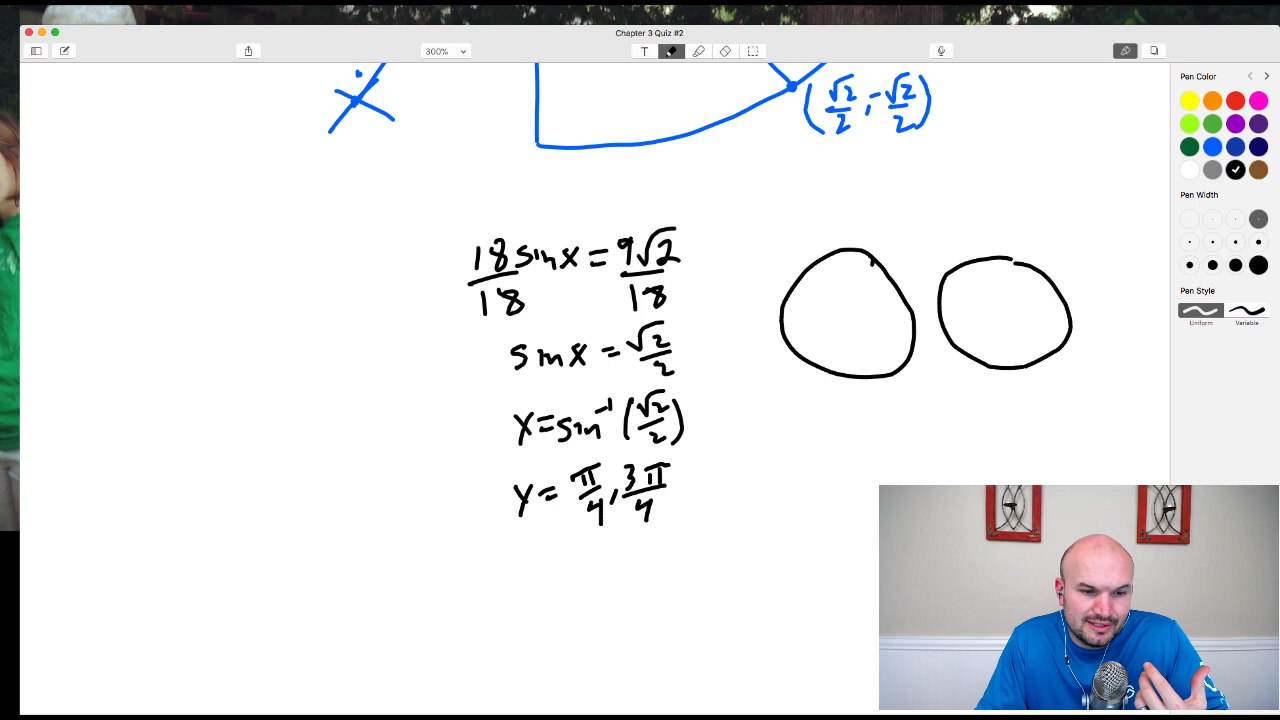 Chapter 3 Quiz #2
300%
T
Pen Color
(√2/2, -√2/2)
Pen Width
18 sin x = 9√2
18 18
Pen Style
Uniform Variable
sin x = √2/2
x = sin⁻¹(√2/2)
y = π/4, 3π/4